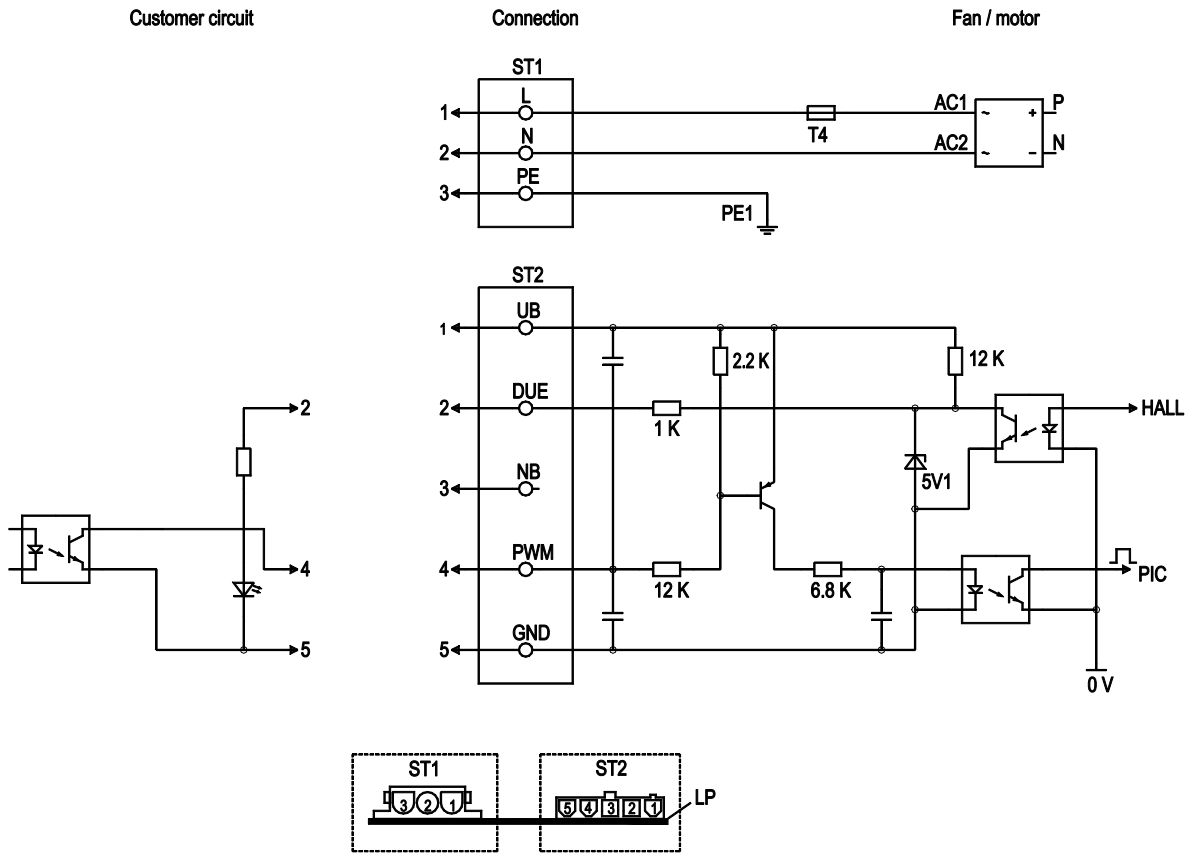 Customer circuit
Connection
Fan / motor
ST1
L
1
AC1
~
+
P
T4
N
2
AC2
~
-
N
PE
3
PE1
ST2
UB
1
2.2 K
12 K
DUE
2
2
1 K
HALL
NB
3
5V1
PWM
4
4
12 K
6.8 K
PIC
GND
5
5
0 V
ST1
ST2
3 2 1
5 4 3 2 1
LP